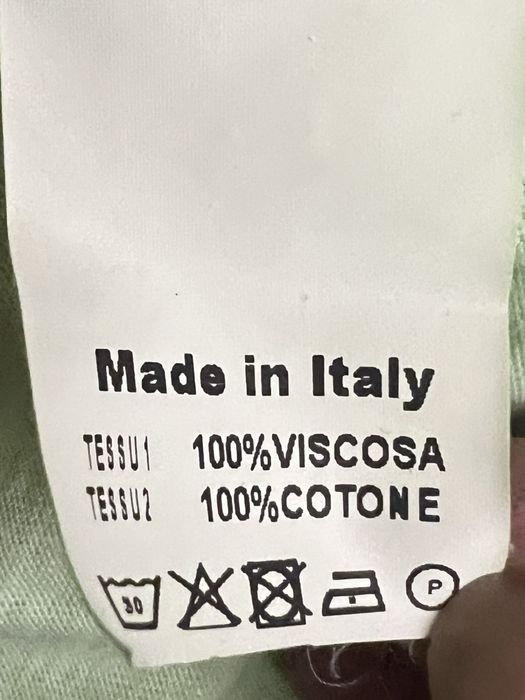 Made in Italy
TESSU1 100%VISCOSA
TESSU2 100%COTONE
30
P